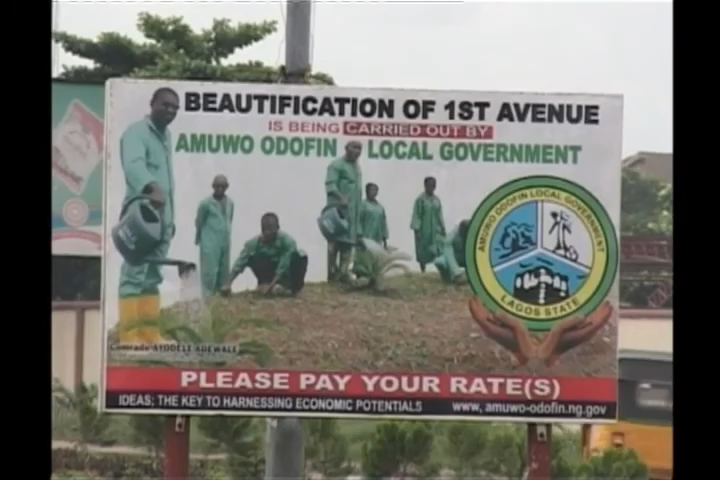 BEAUTIFICATION OF 1ST AVENUE
IS BEING CARRIED OUT BY
AMUWO ODOFIN LOCAL GOVERNMENT
AMUWO ODOFIN LOCAL GOVERNMENT
LAGOS STATE
Comrade AYODELE ADEWALE
PLEASE PAY YOUR RATE(S)
IDEAS; THE KEY TO HARNESSING ECONOMIC POTENTIALS www, amuwo-odofin.ng.gov